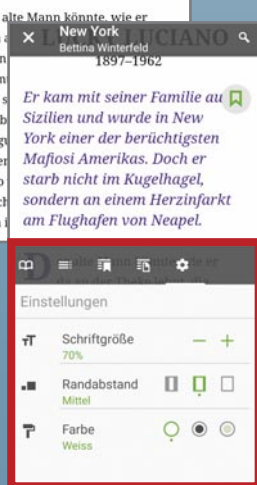 alte Mann könnte, wie er
New York
Bettina Winterfeld
LUCIANO
1897–1962
Er kam mit seiner Familie au
Sizilien und wurde in New
York einer der berüchtigsten
Mafiosi Amerikas. Doch er
starb nicht im Kugelhagel,
sondern an einem Herzinfarkt
am Flughafen von Neapel.
Einstellungen
Schriftgröße
70%
Randabstand
Mittel
Farbe
Weiss